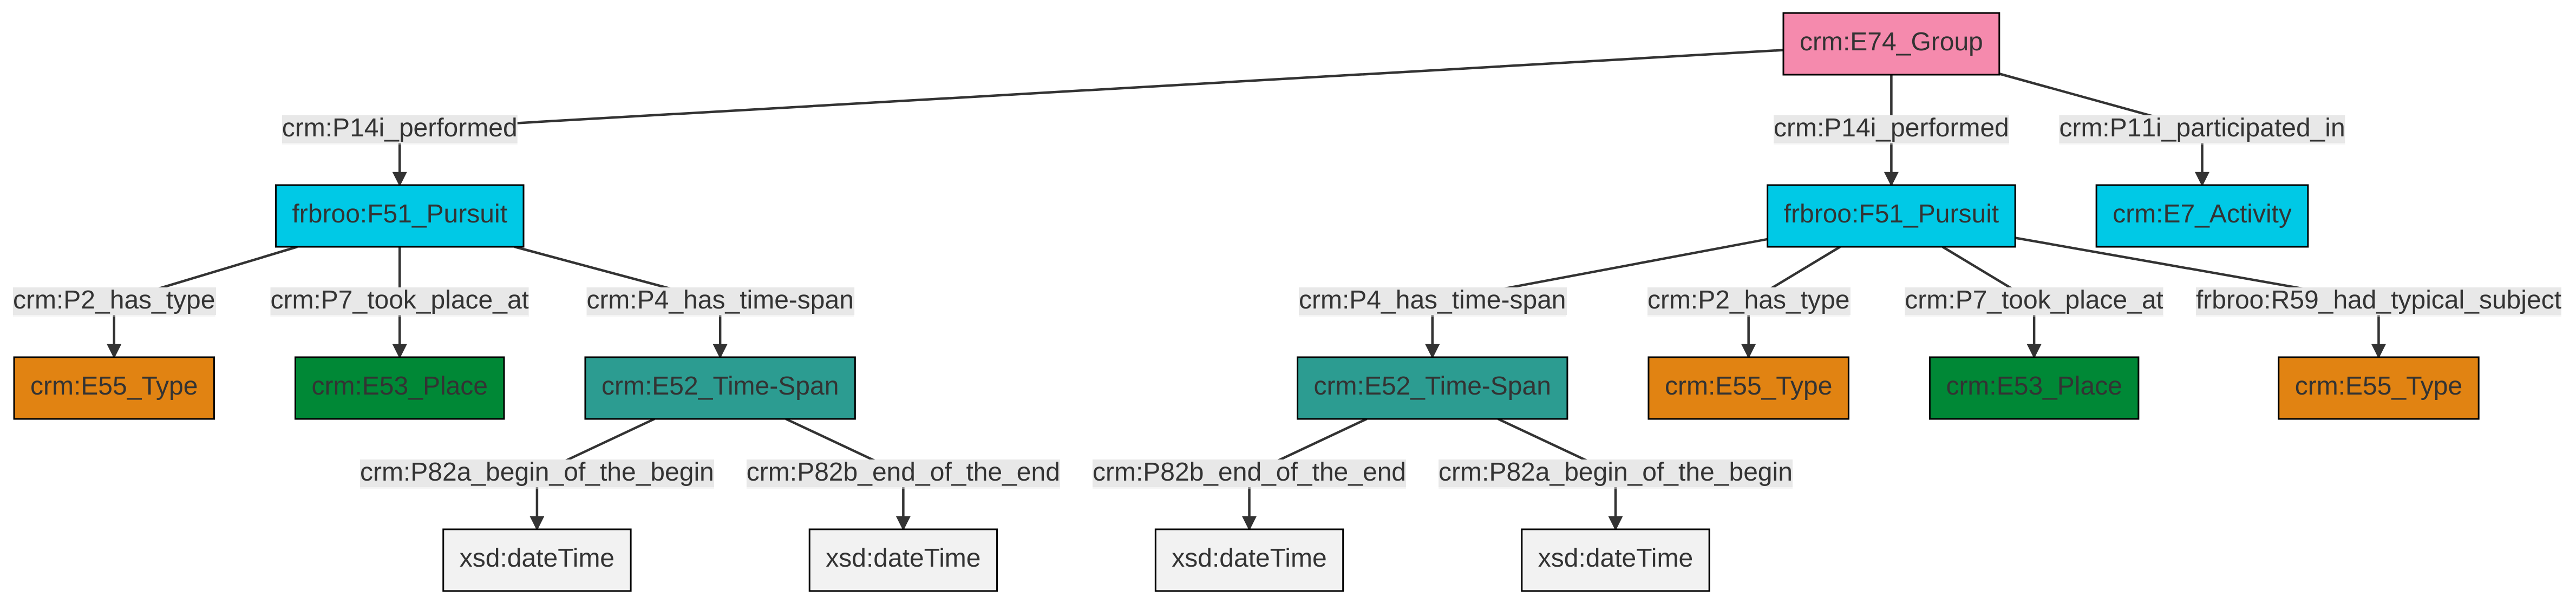 crm:E74_Group
crm:P14i_performed
crm:P14i_performed
crm:P11i_participated_in
frbroo:F51_Pursuit
frbroo:F51_Pursuit
crm:E7_Activity
crm:P2_has_type
crm:P7_took_place_at
crm:P4_has_time-span
crm:P4_has_time-span
crm:P2_has_type
crm:P7_took_place_at
frbroo:R59_had_typical_subject
crm:E55_Type
crm:E53_Place
crm:E52_Time-Span
crm:E52_Time-Span
crm:E55_Type
crm:E53_Place
crm:E55_Type
crm:P82a_begin_of_the_begin
crm:P82b_end_of_the_end
crm:P82b_end_of_the_end
crm:P82a_begin_of_the_begin
xsd:dateTime
xsd:dateTime
xsd:dateTime
xsd:dateTime